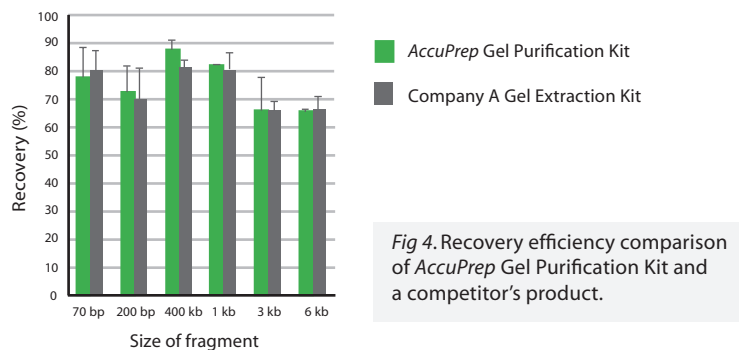 100
90
80
70
60
50
40
30
20
10
0
Recovery (%)
70 bp 200 bp 400 kb 1 kb 3 kb 6 kb
Size of fragment
AccuPrep Gel Purification Kit
Company A Gel Extraction Kit
Fig 4. Recovery efficiency comparison
of AccuPrep Gel Purification Kit and
a competitor's product.